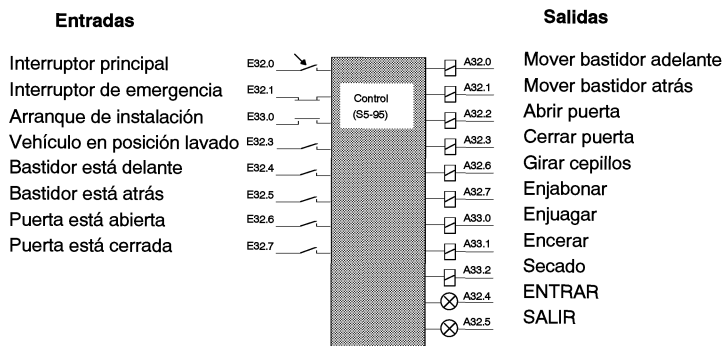 Entradas
Salidas
Interruptor principal E32.0
Interruptor de emergencia E32.1
Arranque de instalación E33.0
Vehículo en posición lavado E32.3
Bastidor está delante E32.4
Bastidor está atrás E32.5
Puerta está abierta E32.6
Puerta está cerrada E32.7
Control
(S5-95)
A32.0 Mover bastidor adelante
A32.1 Mover bastidor atrás
A32.2 Abrir puerta
A32.3 Cerrar puerta
A32.6 Girar cepillos
A32.7 Enjabonar
A33.0 Enjuagar
A33.1 Encerar
A33.2 Secado
A32.4 ENTRAR
A32.5 SALIR